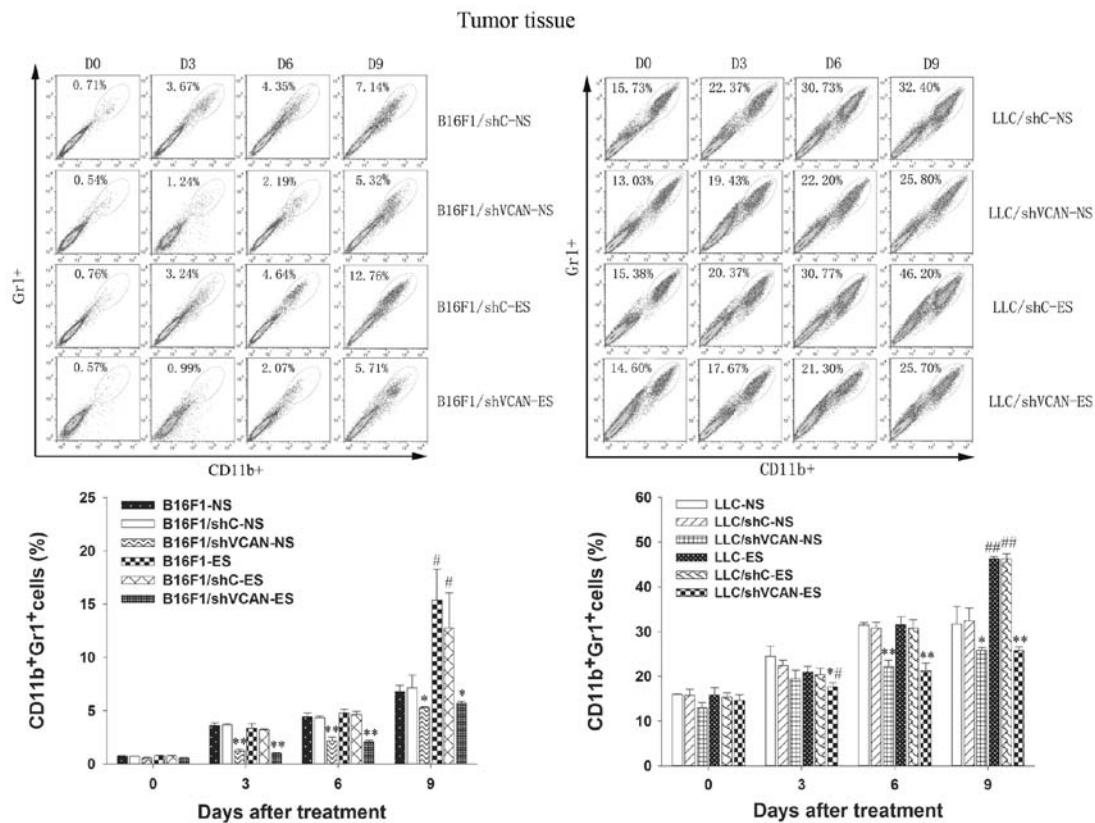 Tumor tissue
D0 D3 D6 D9
0.71% 3.67% 4.35% 7.14%
B16F1/shC-NS
0.54% 1.24% 2.19% 5.32%
B16F1/shVCAN-NS
0.76% 3.24% 4.64% 12.76%
B16F1/shC-ES
0.57% 0.99% 2.07% 5.71%
B16F1/shVCAN-ES
Gr1+
CD11b+
D0 D3 D6 D9
15.73% 22.37% 30.73% 32.40%
LLC/shC-NS
13.03% 19.43% 22.20% 25.80%
LLC/shVCAN-NS
15.38% 20.37% 30.77% 46.20%
LLC/shC-ES
14.60% 17.67% 21.30% 25.70%
LLC/shVCAN-ES
Gr1+
CD11b+
CD11b+Gr1+cells (%)
25
20
15
10
5
0
B16F1-NS
B16F1/shC-NS
B16F1/shVCAN-NS
B16F1-ES
B16F1/shC-ES
B16F1/shVCAN-ES
# #
** ** ** ** * *
0 3 6 9
Days after treatment
CD11b+Gr1+cells (%)
60
50
40
30
20
10
0
LLC-NS
LLC/shC-NS
LLC/shVCAN-NS
LLC-ES
LLC/shC-ES
LLC/shVCAN-ES
## ##
*# ** ** * **
0 3 6 9
Days after treatment